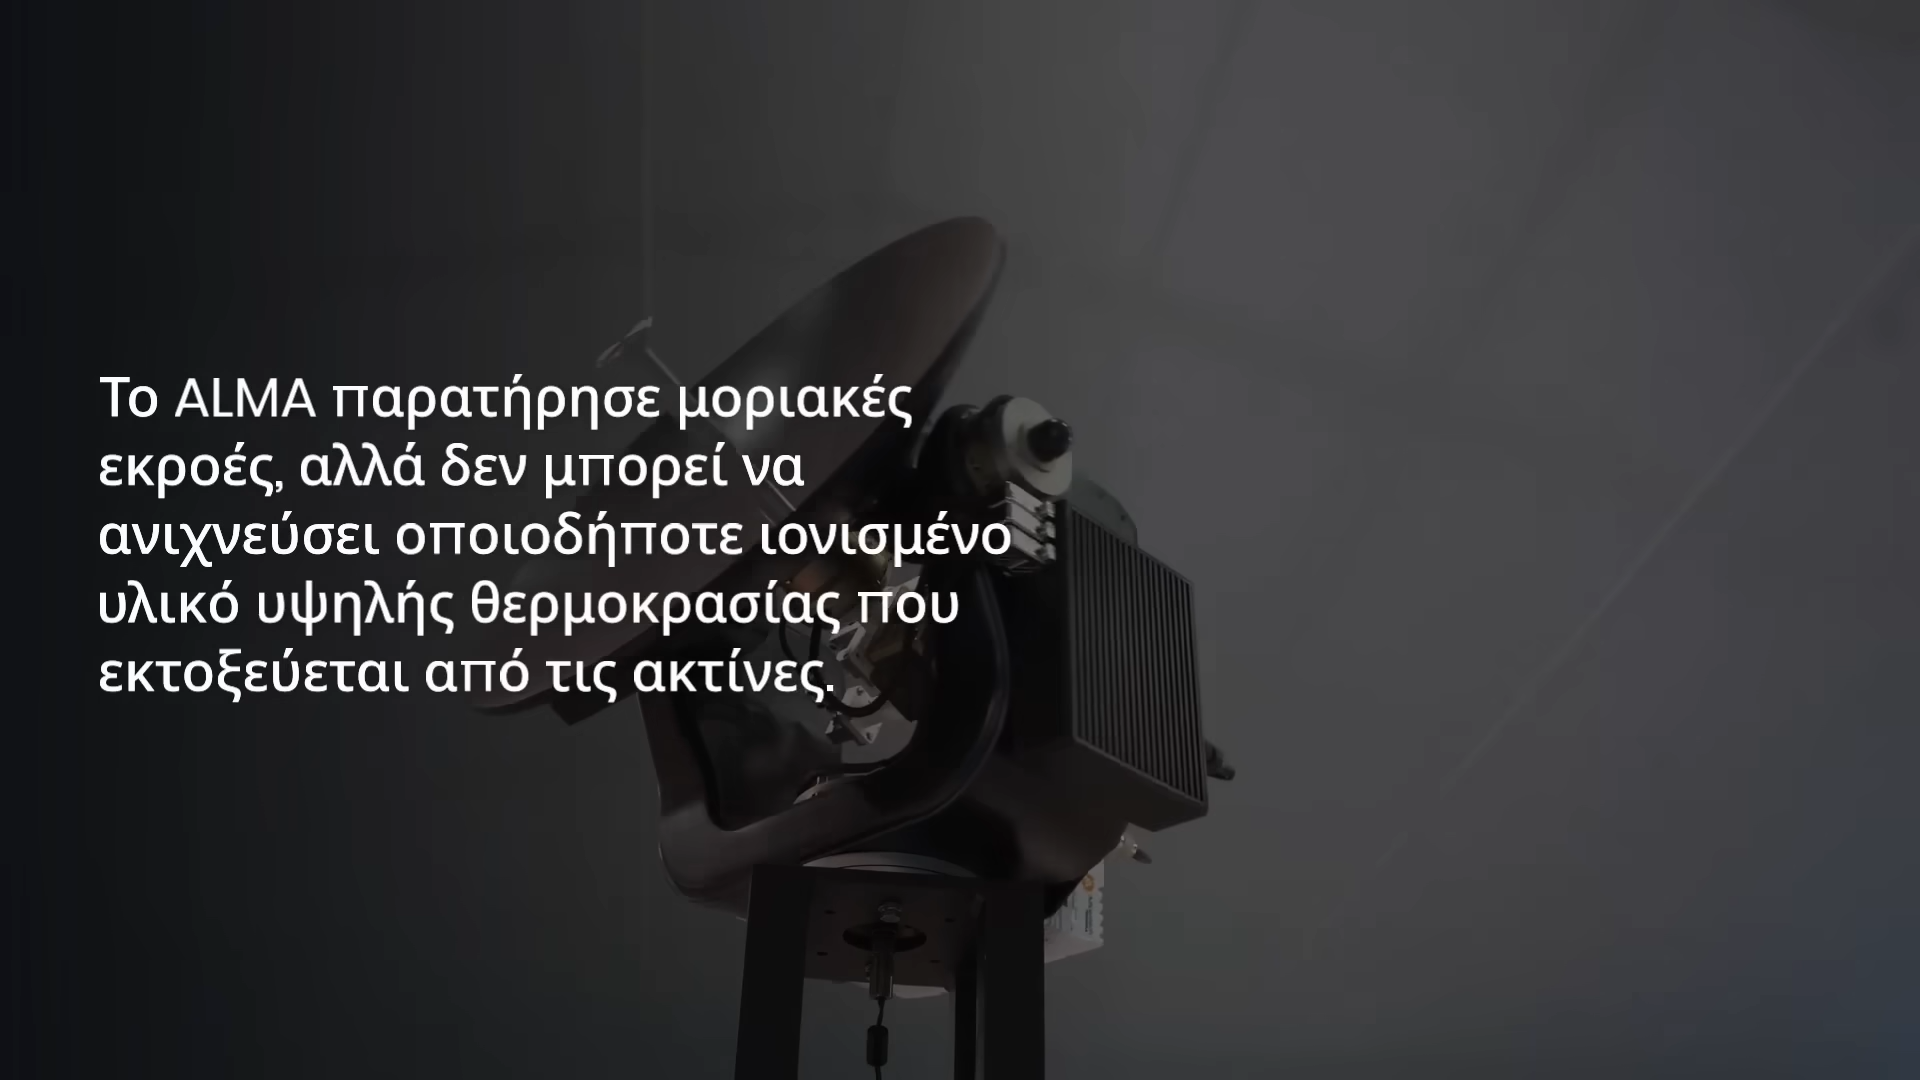 Το ALMA παρατήρησε μοριακές
εκροές, αλλά δεν μπορεί να
ανιχνεύσει οποιοδήποτε ιονισμένο
υλικό υψηλής θερμοκρασίας που
εκτοξεύεται από τις ακτίνες.